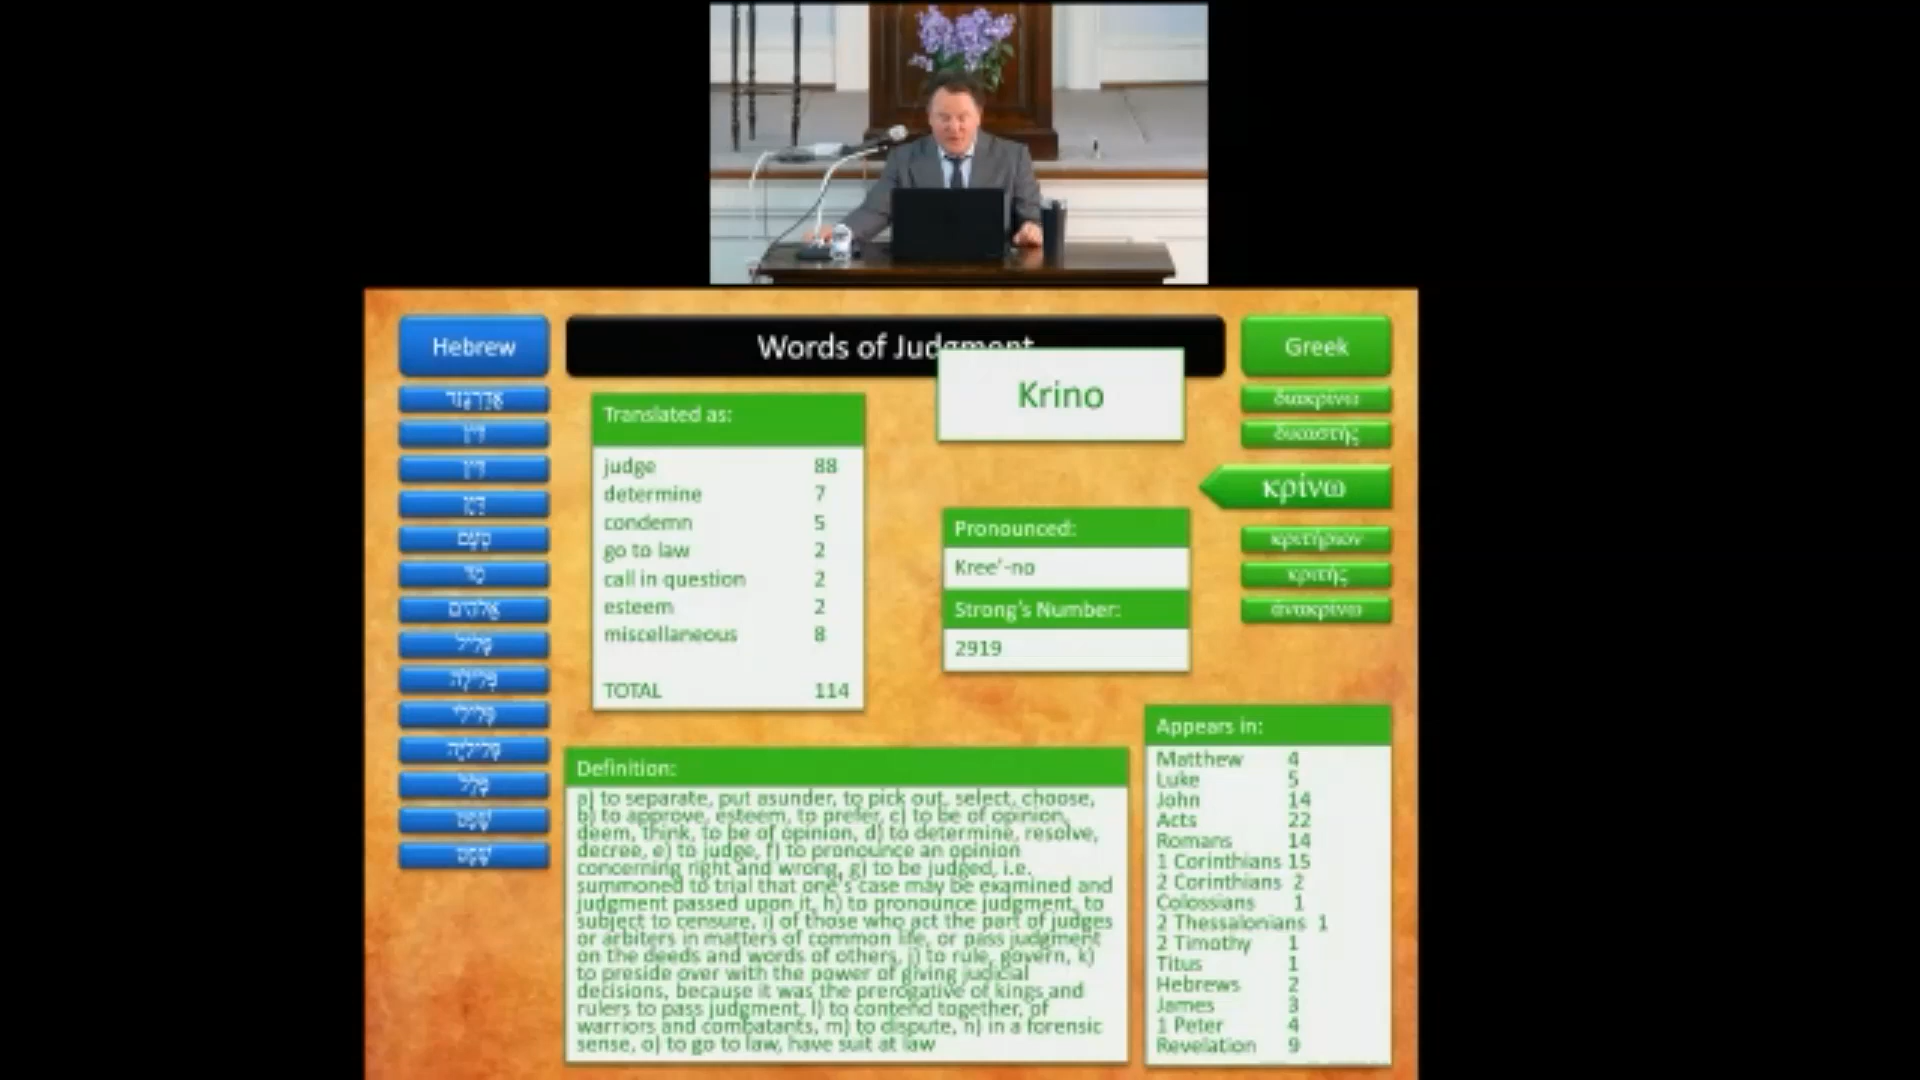 Hebrew
Words of Judgment
Greek
Krino
Translated as:
judge 88
determine 7
condemn 5
go to law 2
call in question 2
esteem 2
miscellaneous 8
TOTAL 114
Pronounced:
Kree'-no
Strong's Number:
2919
διακρίνω
δικαστής
κρίνω
κριτήριον
κριτής
ἀνακρίνω
Definition:
a) to separate, put asunder, to pick out, select, choose,
b) to approve, esteem, to prefer, c) to be of opinion,
deem, think, to be of opinion, d) to determine, resolve,
decree, e) to judge, f) to pronounce an opinion
concerning right and wrong, g) to be judged, i.e.
summoned to trial that one's case may be examined and
judgment passed upon it, h) to pronounce judgment, to
subject to censure, i) of those who act the part of judges
or arbiters in matters of common life, or pass judgment
on the deeds and words of others, j) to rule, govern, k)
to preside over with the power of giving judicial
decisions, because it was the prerogative of kings and
rulers to pass judgment, l) to contend together, of
warriors and combatants, m) to dispute, n) in a forensic
sense, o) to go to law, have suit at law
Appears in:
Matthew 4
Luke 5
John 14
Acts 22
Romans 14
1 Corinthians 15
2 Corinthians 2
Colossians 1
2 Thessalonians 1
2 Timothy 1
Titus 1
Hebrews 2
James 3
1 Peter 4
Revelation 9